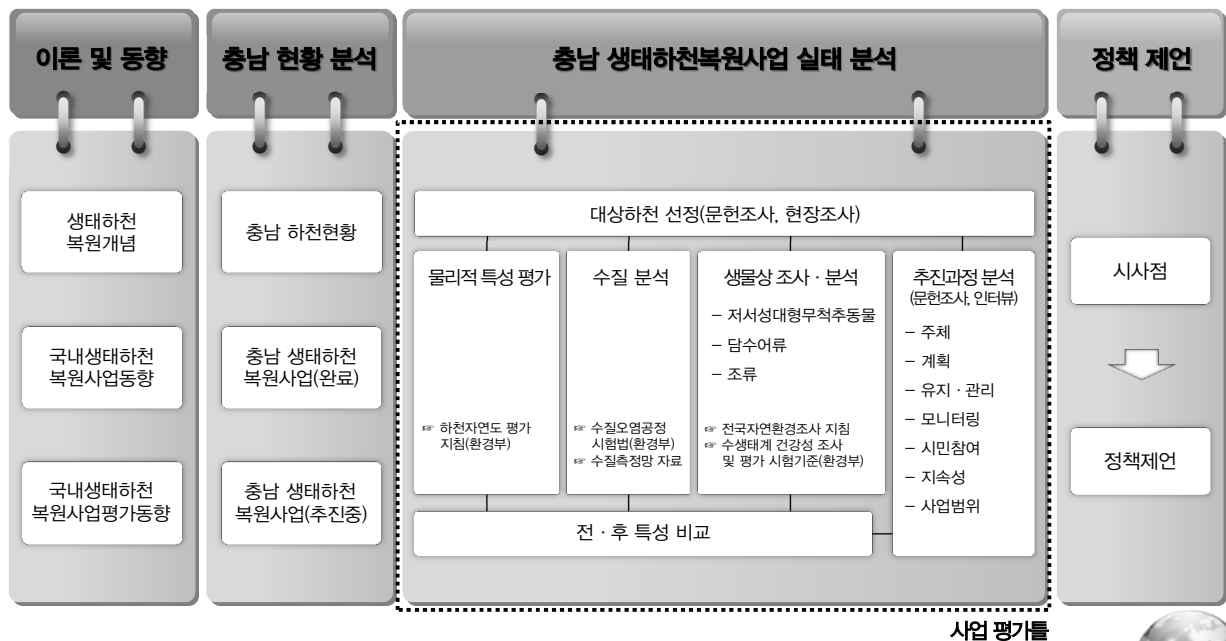 이론 및 동향
생태하천
복원개념
국내생태하천
복원사업동향
국내생태하천
복원사업평가동향
충남 현황 분석
충남 하천현황
충남 생태하천
복원사업(완료)
충남 생태하천
복원사업(추진중)
충남 생태하천복원사업 실태 분석
대상하천 선정(문헌조사, 현장조사)
물리적 특성 평가
☞ 하천자연도 평가
지침(환경부)
수질 분석
☞ 수질오염공정
시험법(환경부)
☞ 수질측정망 자료
생물상 조사 · 분석
– 저서성대형무척추동물
– 담수어류
– 조류
☞ 전국자연환경조사 지침
☞ 수생태계 건강성 조사
및 평가 시험기준(환경부)
추진과정 분석
(문헌조사, 인터뷰)
– 주체
– 계획
– 유지 · 관리
– 모니터링
– 시민참여
– 지속성
– 사업범위
전 · 후 특성 비교
사업 평가틀
정책 제언
시사점
정책제언